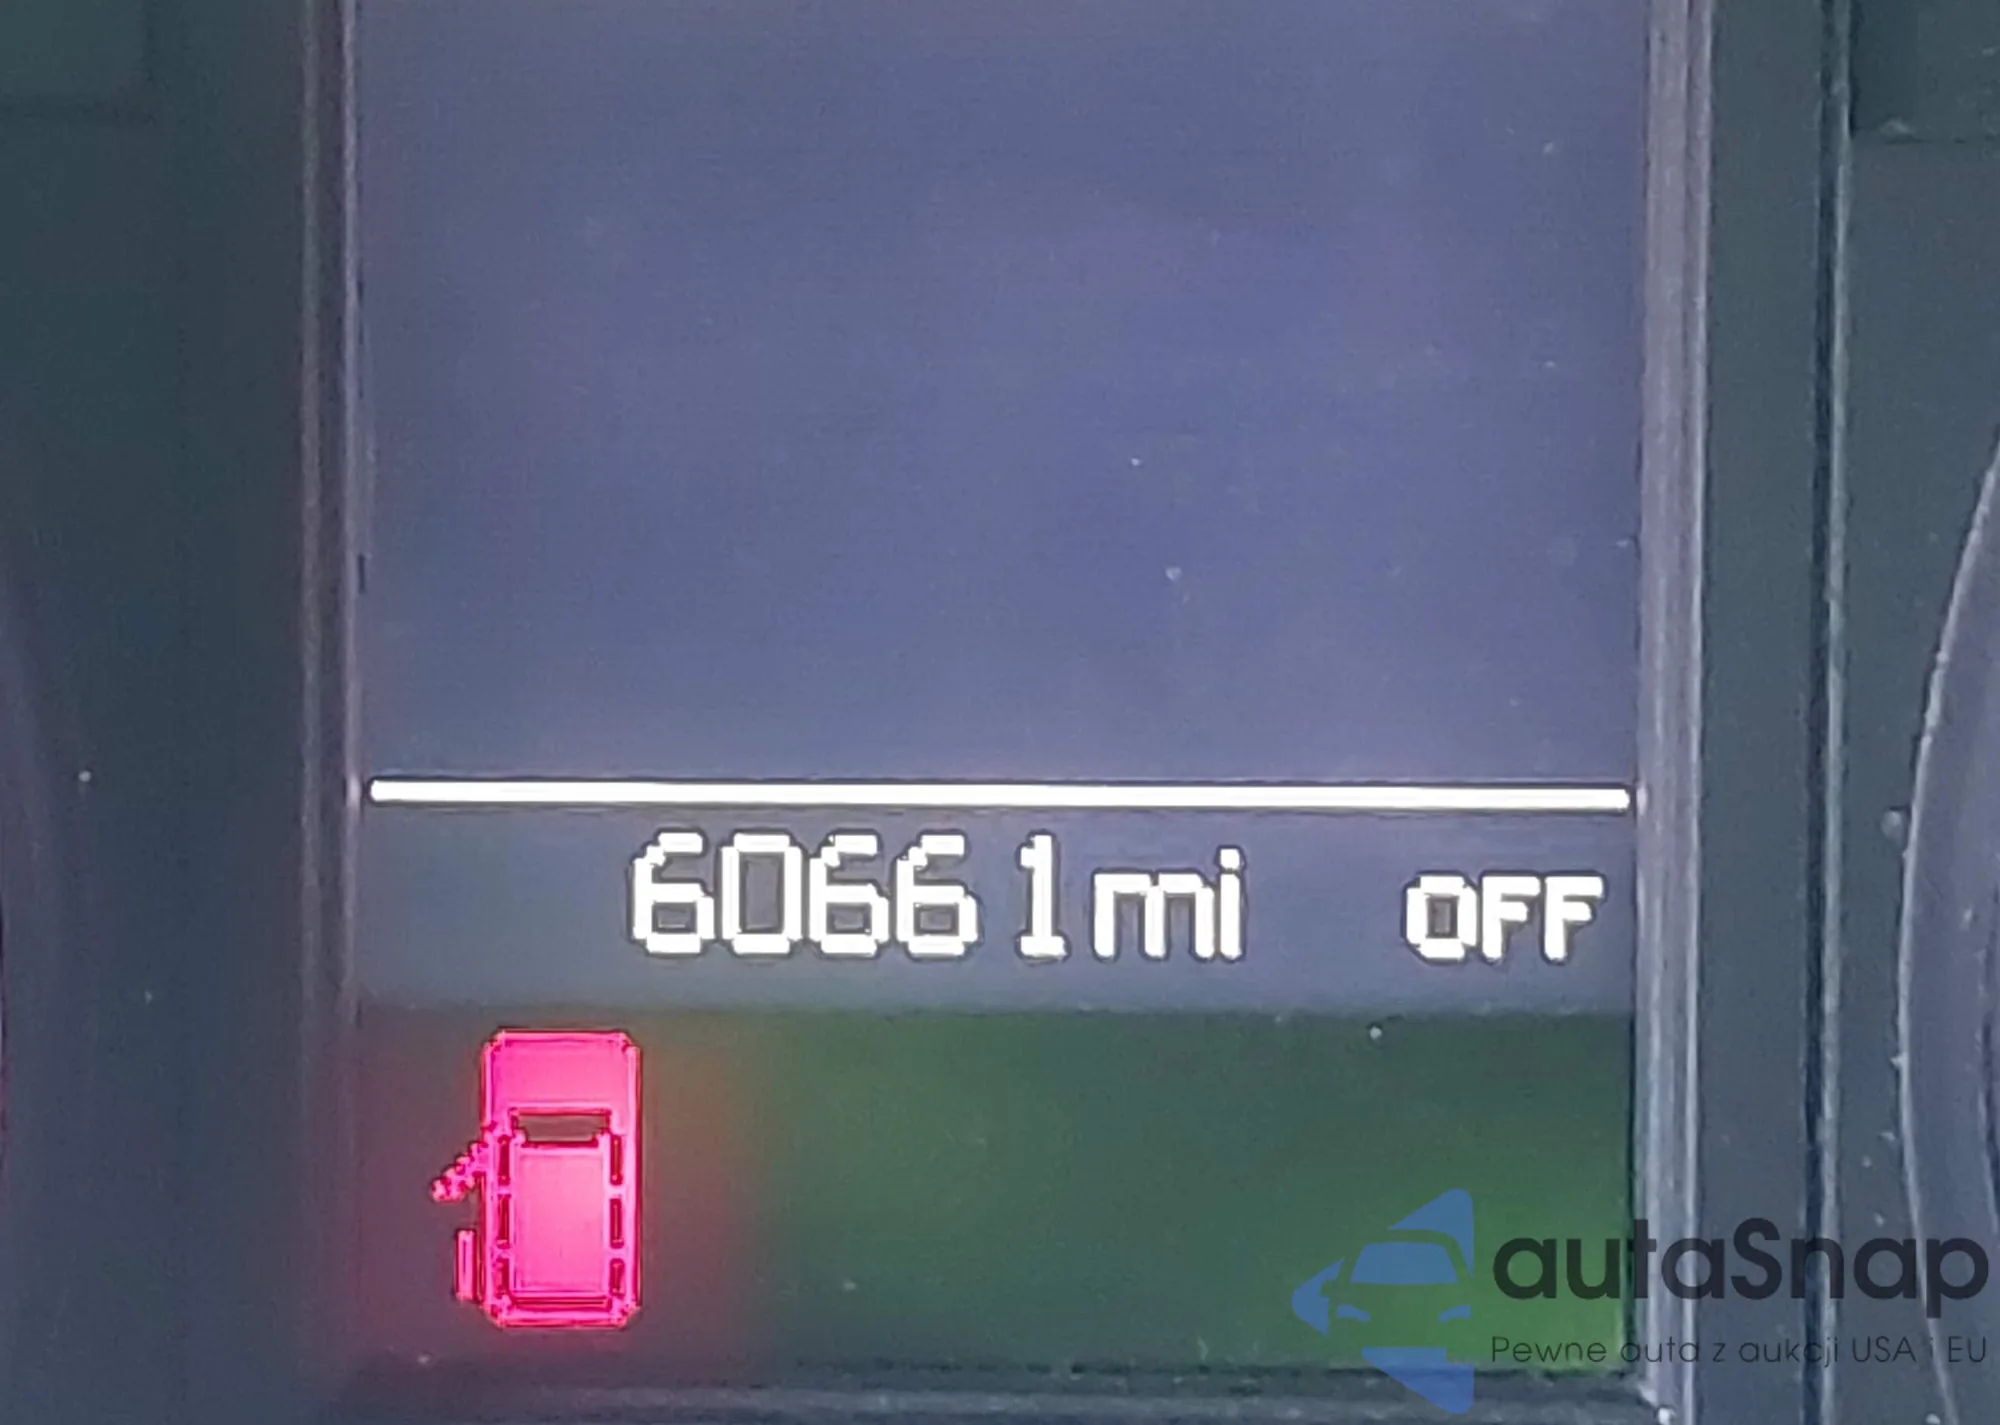 60661mi OFF
autaSnap
Pewne auta z aukcji USA i EU